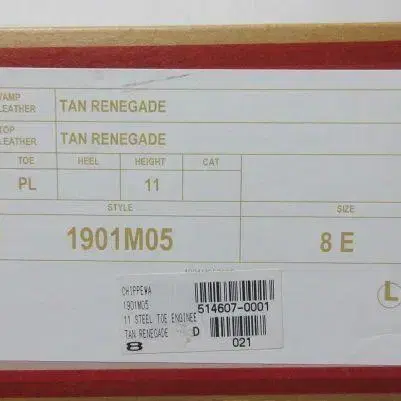 VAMP
LEATHER
TAN RENEGADE
TOP
LEATHER
TAN RENEGADE
TOE HEEL HEIGHT CAT
PL 11
STYLE SIZE
1901M05 8 E
L
CHIPPEWA
1901M05
514607-0001
11 STEEL TOE ENGINEE
TAN RENEGADE D
8 021